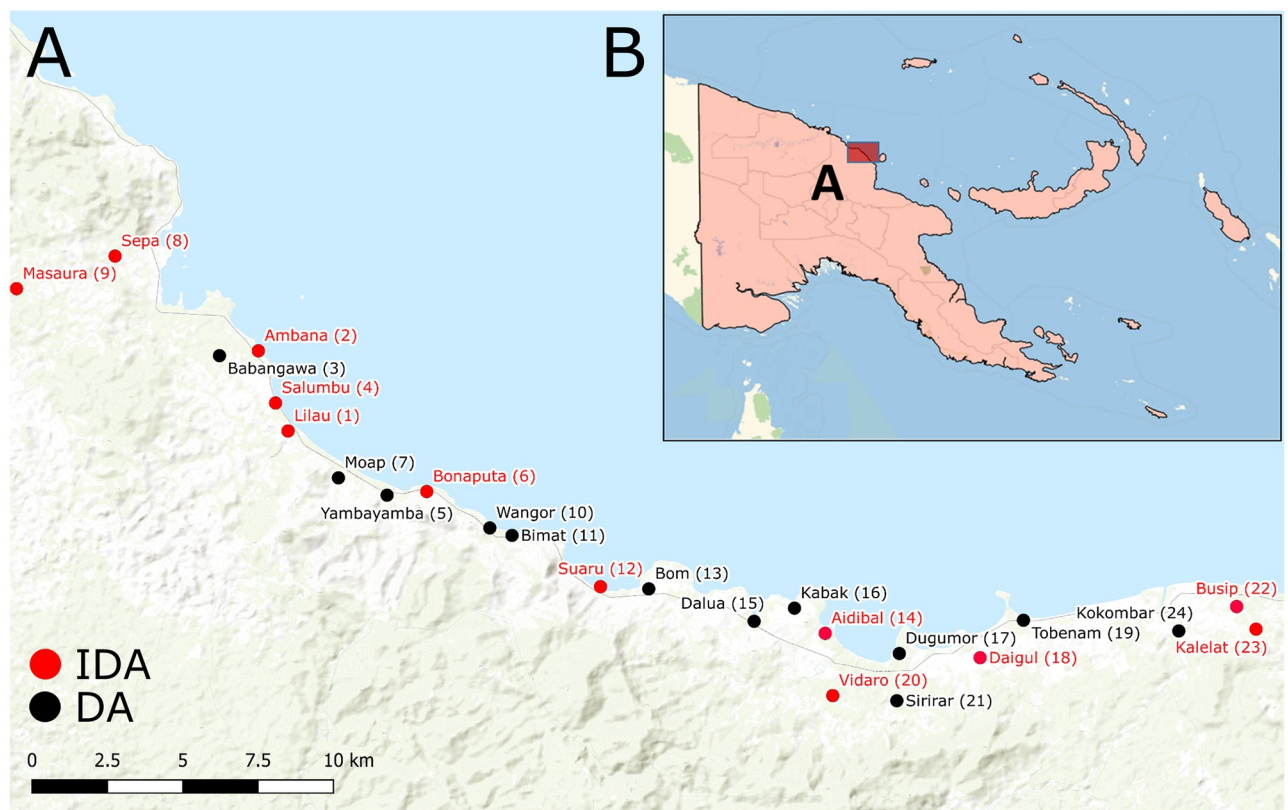 A
B
A
Sepa (8)
Masaura (9)
Ambana (2)
Babangawa (3)
Salumbu (4)
Lilau (1)
Moap (7)
Bonaputa (6)
Yambayamba (5)
Wangor (10)
Bimat (11)
Suaru (12)
Bom (13)
Kabak (16)
Dalua (15)
Aidibal (14)
Busip (22)
Kokombar (24)
Dugumor (17)
Tobenam (19)
Kalelat (23)
Daigul (18)
Vidaro (20)
Sirirar (21)
IDA
DA
0 2.5 5 7.5 10 km